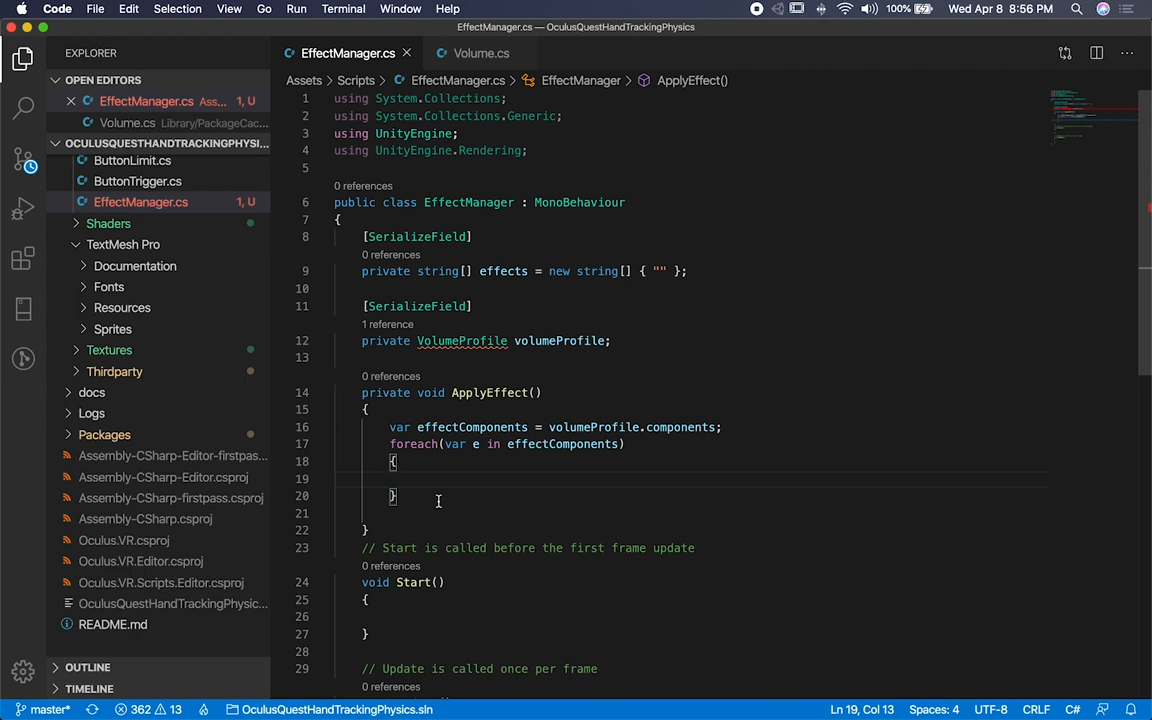 Code File Edit Selection View Go Run Terminal Window Help 100% Wed Apr 8 8:56 PM
EffectManager.cs — OculusQuestHandTrackingPhysics
EXPLORER
OPEN EDITORS
EffectManager.cs Ass... 1, U
Volume.cs Library/PackageCac...
OCULUSQUESTHANDTRACKINGPHYSI...
ButtonLimit.cs
ButtonTrigger.cs
EffectManager.cs 1, U
Shaders
TextMesh Pro
Documentation
Fonts
Resources
Sprites
Textures
Thirdparty
docs
Logs
Packages
Assembly-CSharp-Editor-firstpas...
Assembly-CSharp-Editor.csproj
Assembly-CSharp-firstpass.csproj
Assembly-CSharp.csproj
Oculus.VR.csproj
Oculus.VR.Editor.csproj
Oculus.VR.Scripts.Editor.csproj
OculusQuestHandTrackingPhysic...
README.md
OUTLINE
TIMELINE
EffectManager.cs Volume.cs
Assets > Scripts > EffectManager.cs > EffectManager > ApplyEffect()
1 using System.Collections;
2 using System.Collections.Generic;
3 using UnityEngine;
4 using UnityEngine.Rendering;
5
0 references
6 public class EffectManager : MonoBehaviour
7 {
8 [SerializeField]
0 references
9 private string[] effects = new string[] { "" };
10
11 [SerializeField]
1 reference
12 private VolumeProfile volumeProfile;
13
0 references
14 private void ApplyEffect()
15 {
16 var effectComponents = volumeProfile.components;
17 foreach(var e in effectComponents)
18 {
19
20 }
21
22 }
23 // Start is called before the first frame update
0 references
24 void Start()
25 {
26
27 }
28
29 // Update is called once per frame
0 references
master* 362 13 OculusQuestHandTrackingPhysics.sln Ln 19, Col 13 Spaces: 4 UTF-8 CRLF C#